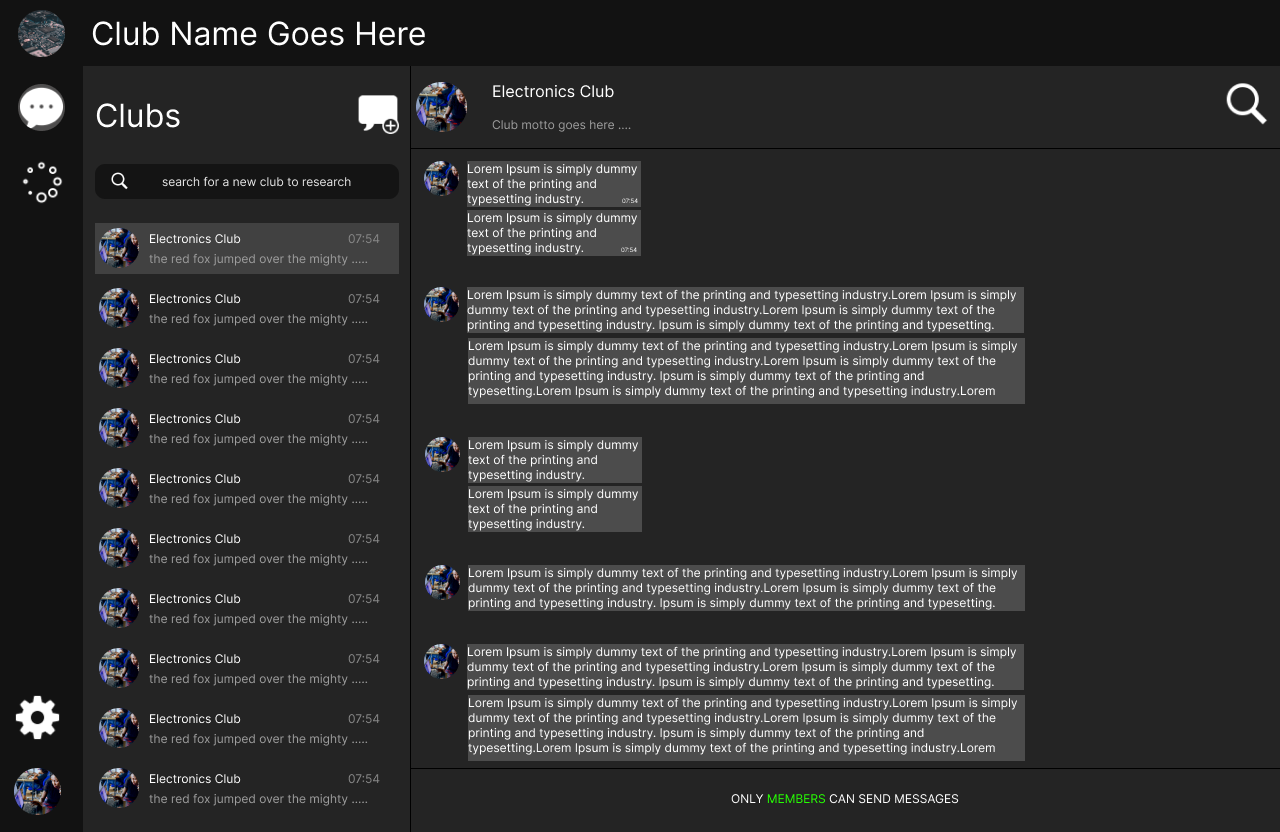 Club Name Goes Here
Clubs
search for a new club to research
Electronics Club 07:54
the red fox jumped over the mighty .....
Electronics Club 07:54
the red fox jumped over the mighty .....
Electronics Club 07:54
the red fox jumped over the mighty .....
Electronics Club 07:54
the red fox jumped over the mighty .....
Electronics Club 07:54
the red fox jumped over the mighty .....
Electronics Club 07:54
the red fox jumped over the mighty .....
Electronics Club 07:54
the red fox jumped over the mighty .....
Electronics Club 07:54
the red fox jumped over the mighty .....
Electronics Club 07:54
the red fox jumped over the mighty .....
Electronics Club 07:54
the red fox jumped over the mighty .....
Electronics Club
Club motto goes here ....
Lorem Ipsum is simply dummy
text of the printing and
typesetting industry. 07:54
Lorem Ipsum is simply dummy
text of the printing and
typesetting industry. 07:54
Lorem Ipsum is simply dummy text of the printing and typesetting industry.Lorem Ipsum is simply
dummy text of the printing and typesetting industry.Lorem Ipsum is simply dummy text of the
printing and typesetting industry. Ipsum is simply dummy text of the printing and typesetting.
Lorem Ipsum is simply dummy text of the printing and typesetting industry.Lorem Ipsum is simply
dummy text of the printing and typesetting industry.Lorem Ipsum is simply dummy text of the
printing and typesetting industry. Ipsum is simply dummy text of the printing and
typesetting.Lorem Ipsum is simply dummy text of the printing and typesetting industry.Lorem
Lorem Ipsum is simply dummy
text of the printing and
typesetting industry.
Lorem Ipsum is simply dummy
text of the printing and
typesetting industry.
Lorem Ipsum is simply dummy text of the printing and typesetting industry.Lorem Ipsum is simply
dummy text of the printing and typesetting industry.Lorem Ipsum is simply dummy text of the
printing and typesetting industry. Ipsum is simply dummy text of the printing and typesetting.
Lorem Ipsum is simply dummy text of the printing and typesetting industry.Lorem Ipsum is simply
dummy text of the printing and typesetting industry.Lorem Ipsum is simply dummy text of the
printing and typesetting industry. Ipsum is simply dummy text of the printing and typesetting.
Lorem Ipsum is simply dummy text of the printing and typesetting industry.Lorem Ipsum is simply
dummy text of the printing and typesetting industry.Lorem Ipsum is simply dummy text of the
printing and typesetting industry. Ipsum is simply dummy text of the printing and
typesetting.Lorem Ipsum is simply dummy text of the printing and typesetting industry.Lorem
ONLY MEMBERS CAN SEND MESSAGES